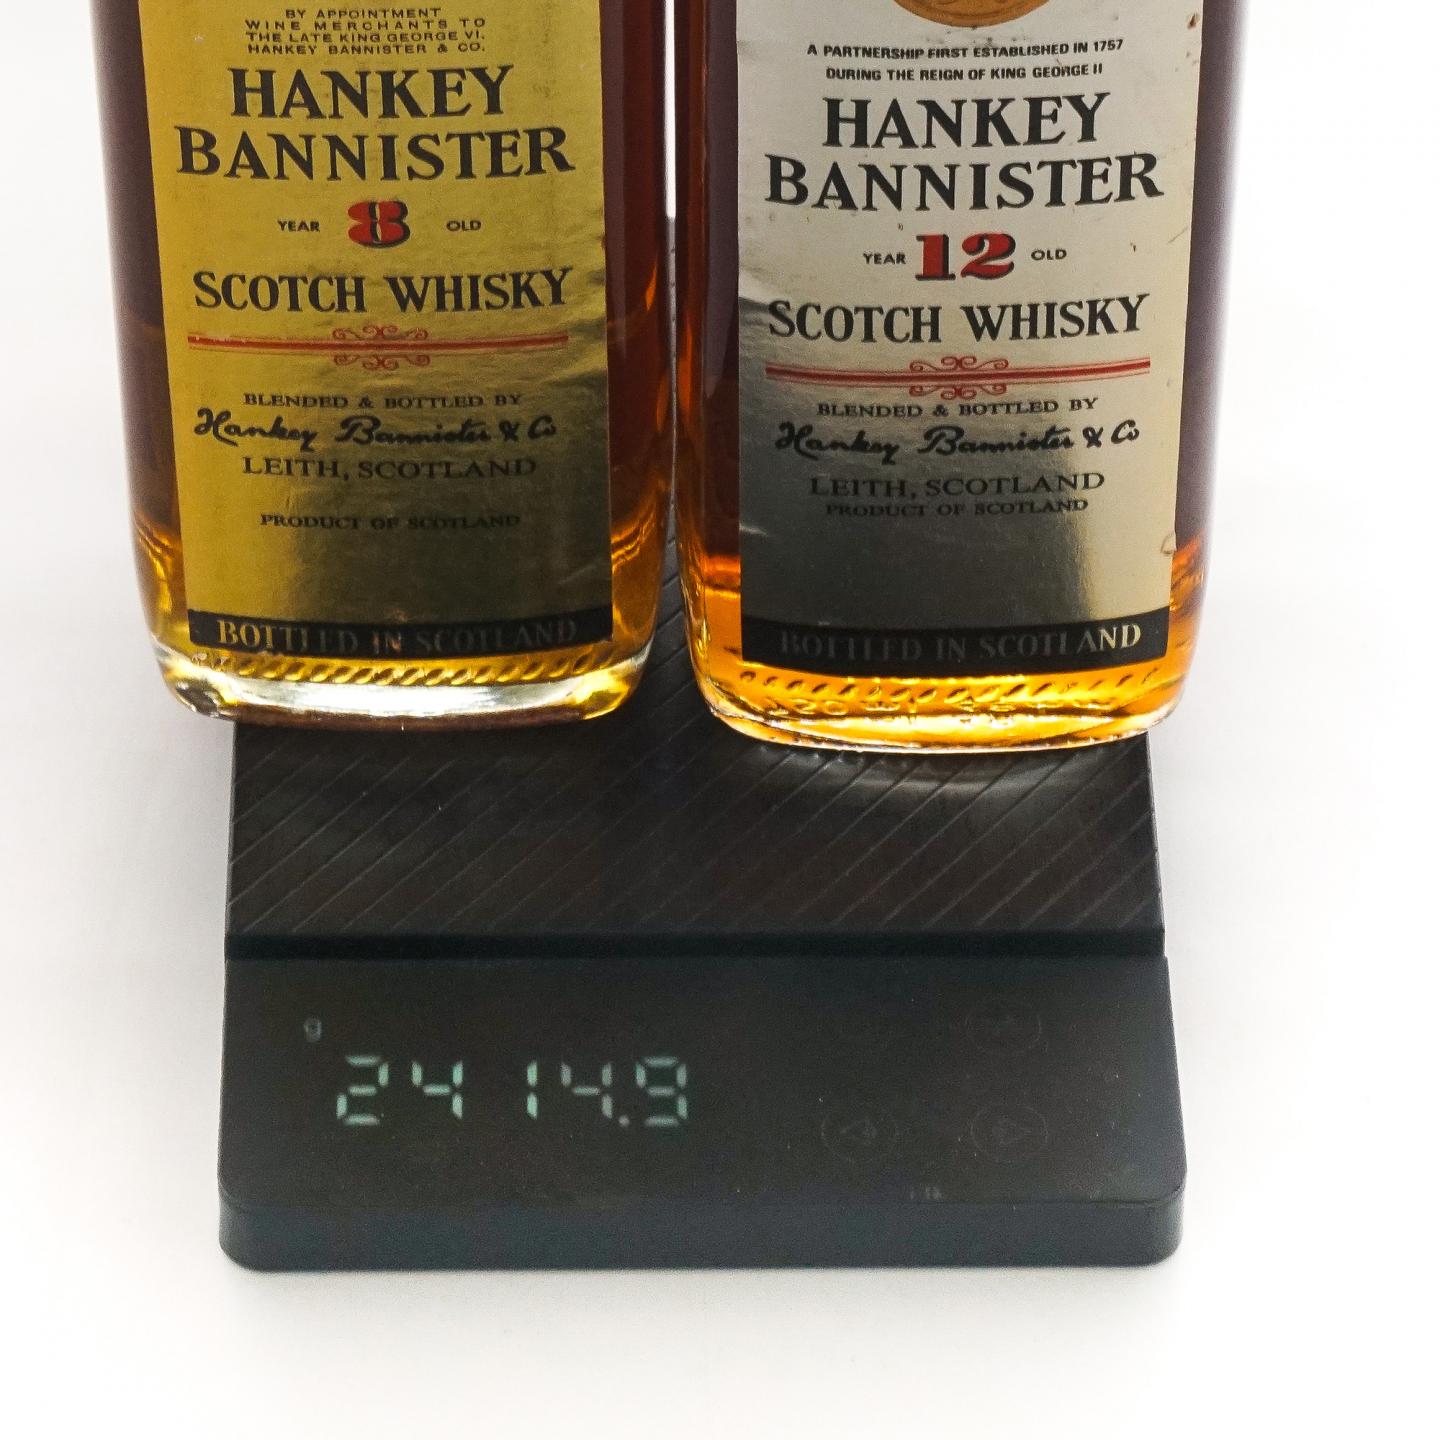 BY APPOINTMENT
WINE MERCHANTS TO
THE LATE KING GEORGE VI.
HANKEY BANNISTER & CO.
HANKEY
BANNISTER
YEAR 8 OLD
SCOTCH WHISKY
BLENDED & BOTTLED BY
Hankey Bannister & Co
LEITH, SCOTLAND
PRODUCT OF SCOTLAND
BOTTLED IN SCOTLAND
A PARTNERSHIP FIRST ESTABLISHED IN 1757
DURING THE REIGN OF KING GEORGE II
HANKEY
BANNISTER
YEAR 12 OLD
SCOTCH WHISKY
BLENDED & BOTTLED BY
Hankey Bannister & Co
LEITH, SCOTLAND
PRODUCT OF SCOTLAND
BOTTLED IN SCOTLAND
g
2414.9